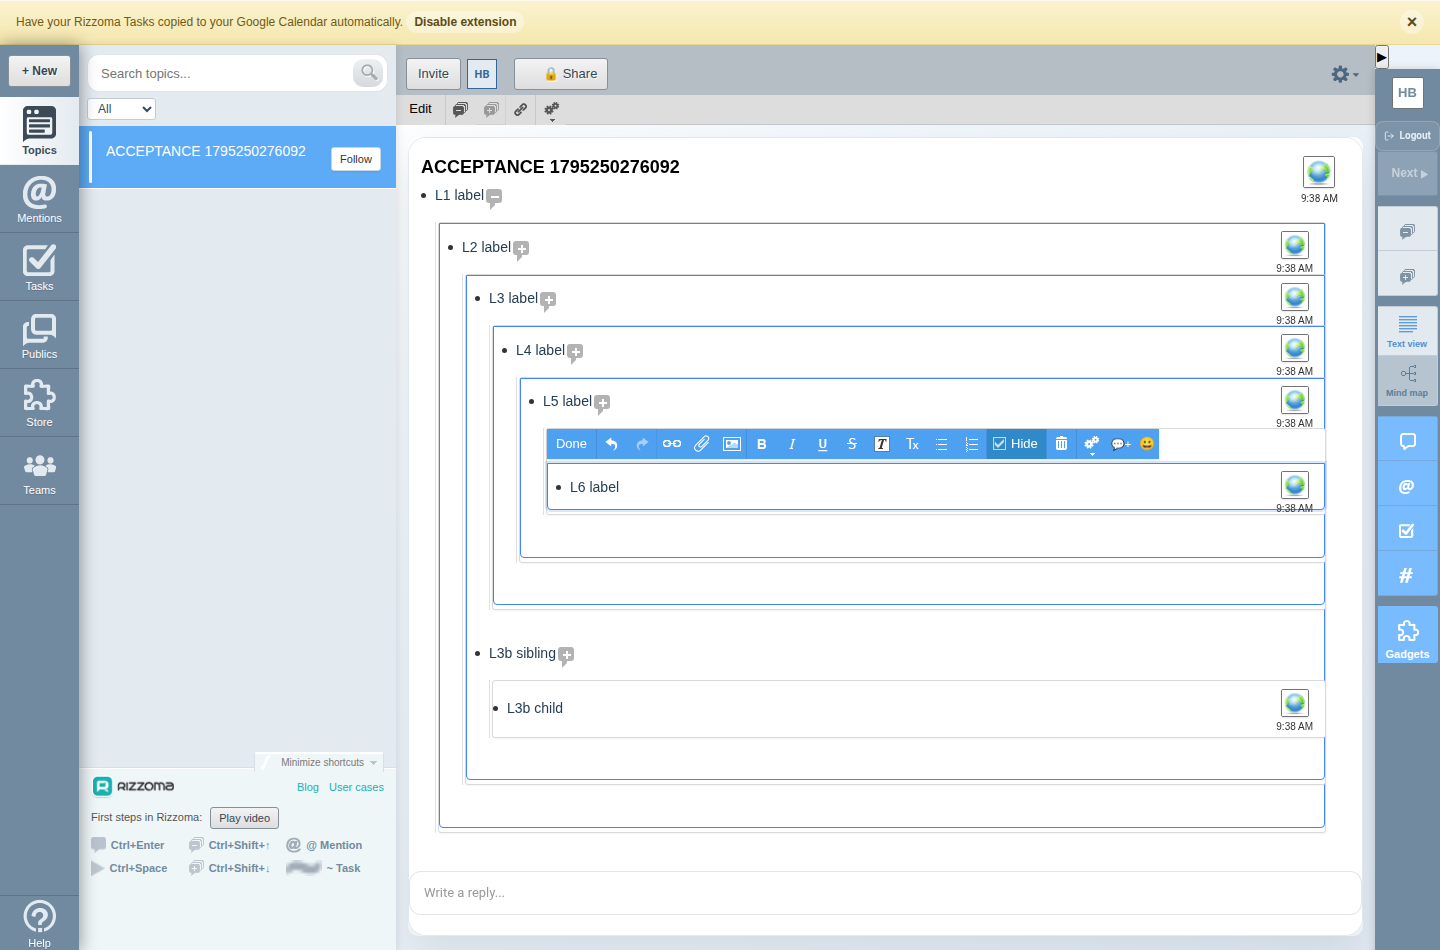 Have your Rizzoma Tasks copied to your Google Calendar automatically. Disable extension
+ New
Topics
Mentions
Tasks
Publics
Store
Teams
Help
Search topics...
All
ACCEPTANCE 1795250276092
Follow
Minimize shortcuts
RIZZOMA
Blog User cases
First steps in Rizzoma: Play video
Ctrl+Enter Ctrl+Shift+↑ @ Mention
Ctrl+Space Ctrl+Shift+↓ ~ Task
Invite HB Share
Edit
ACCEPTANCE 1795250276092
9:38 AM
L1 label
L2 label
9:38 AM
L3 label
9:38 AM
L4 label
9:38 AM
L5 label
9:38 AM
Done B I U S T Tx Hide
L6 label
9:38 AM
L3b sibling
L3b child
9:38 AM
Write a reply...
HB
Logout
Next ▶
Text view
Mind map
@
#
Gadgets